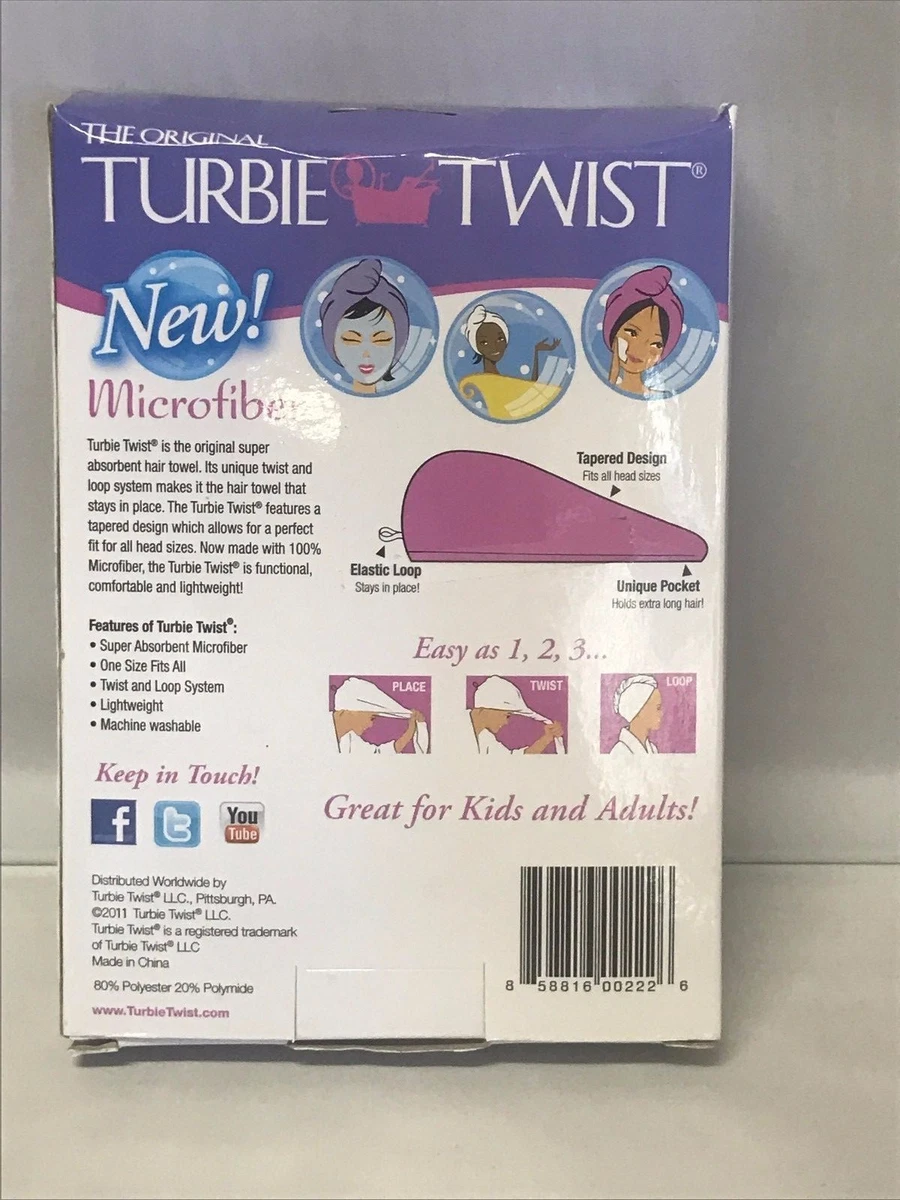 THE ORIGINAL
TURBIE TWIST®
New!
Microfiber
Turbie Twist® is the original super
absorbent hair towel. Its unique twist and
loop system makes it the hair towel that
stays in place. The Turbie Twist® features a
tapered design which allows for a perfect
fit for all head sizes. Now made with 100%
Microfiber, the Turbie Twist® is functional,
comfortable and lightweight!
Tapered Design
Fits all head sizes
Elastic Loop
Stays in place!
Unique Pocket
Holds extra long hair!
Features of Turbie Twist®:
• Super Absorbent Microfiber
• One Size Fits All
• Twist and Loop System
• Lightweight
• Machine washable
Easy as 1, 2, 3...
PLACE
TWIST
LOOP
Keep in Touch!
f
t
You
Tube
Great for Kids and Adults!
Distributed Worldwide by
Turbie Twist® LLC., Pittsburgh, PA.
©2011 Turbie Twist® LLC.
Turbie Twist® is a registered trademark
of Turbie Twist® LLC
Made in China
80% Polyester 20% Polymide
www.TurbieTwist.com
8 58816 00222 6